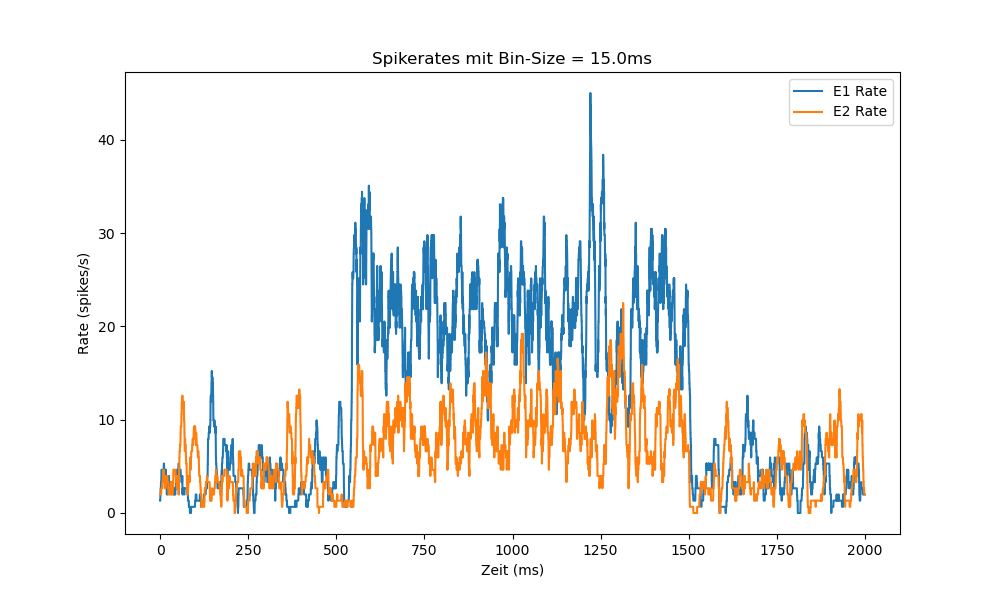 Spikerates mit Bin-Size = 15.0ms
E1 Rate
E2 Rate
40
30
20
10
0
Rate (spikes/s)
0 250 500 750 1000 1250 1500 1750 2000
Zeit (ms)